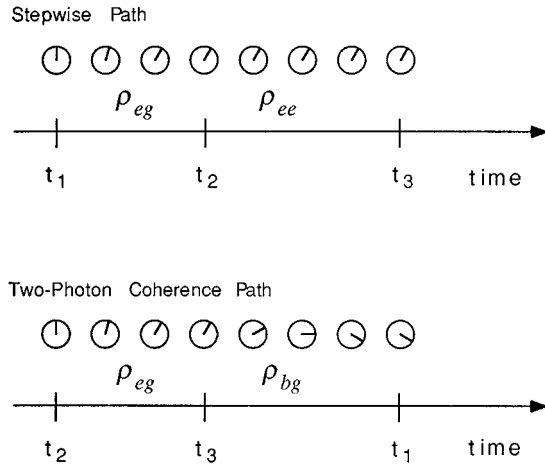 Stepwise Path
ρeg ρee
t1 t2 t3 time
Two-Photon Coherence Path
ρeg ρbg
t2 t3 t1 time